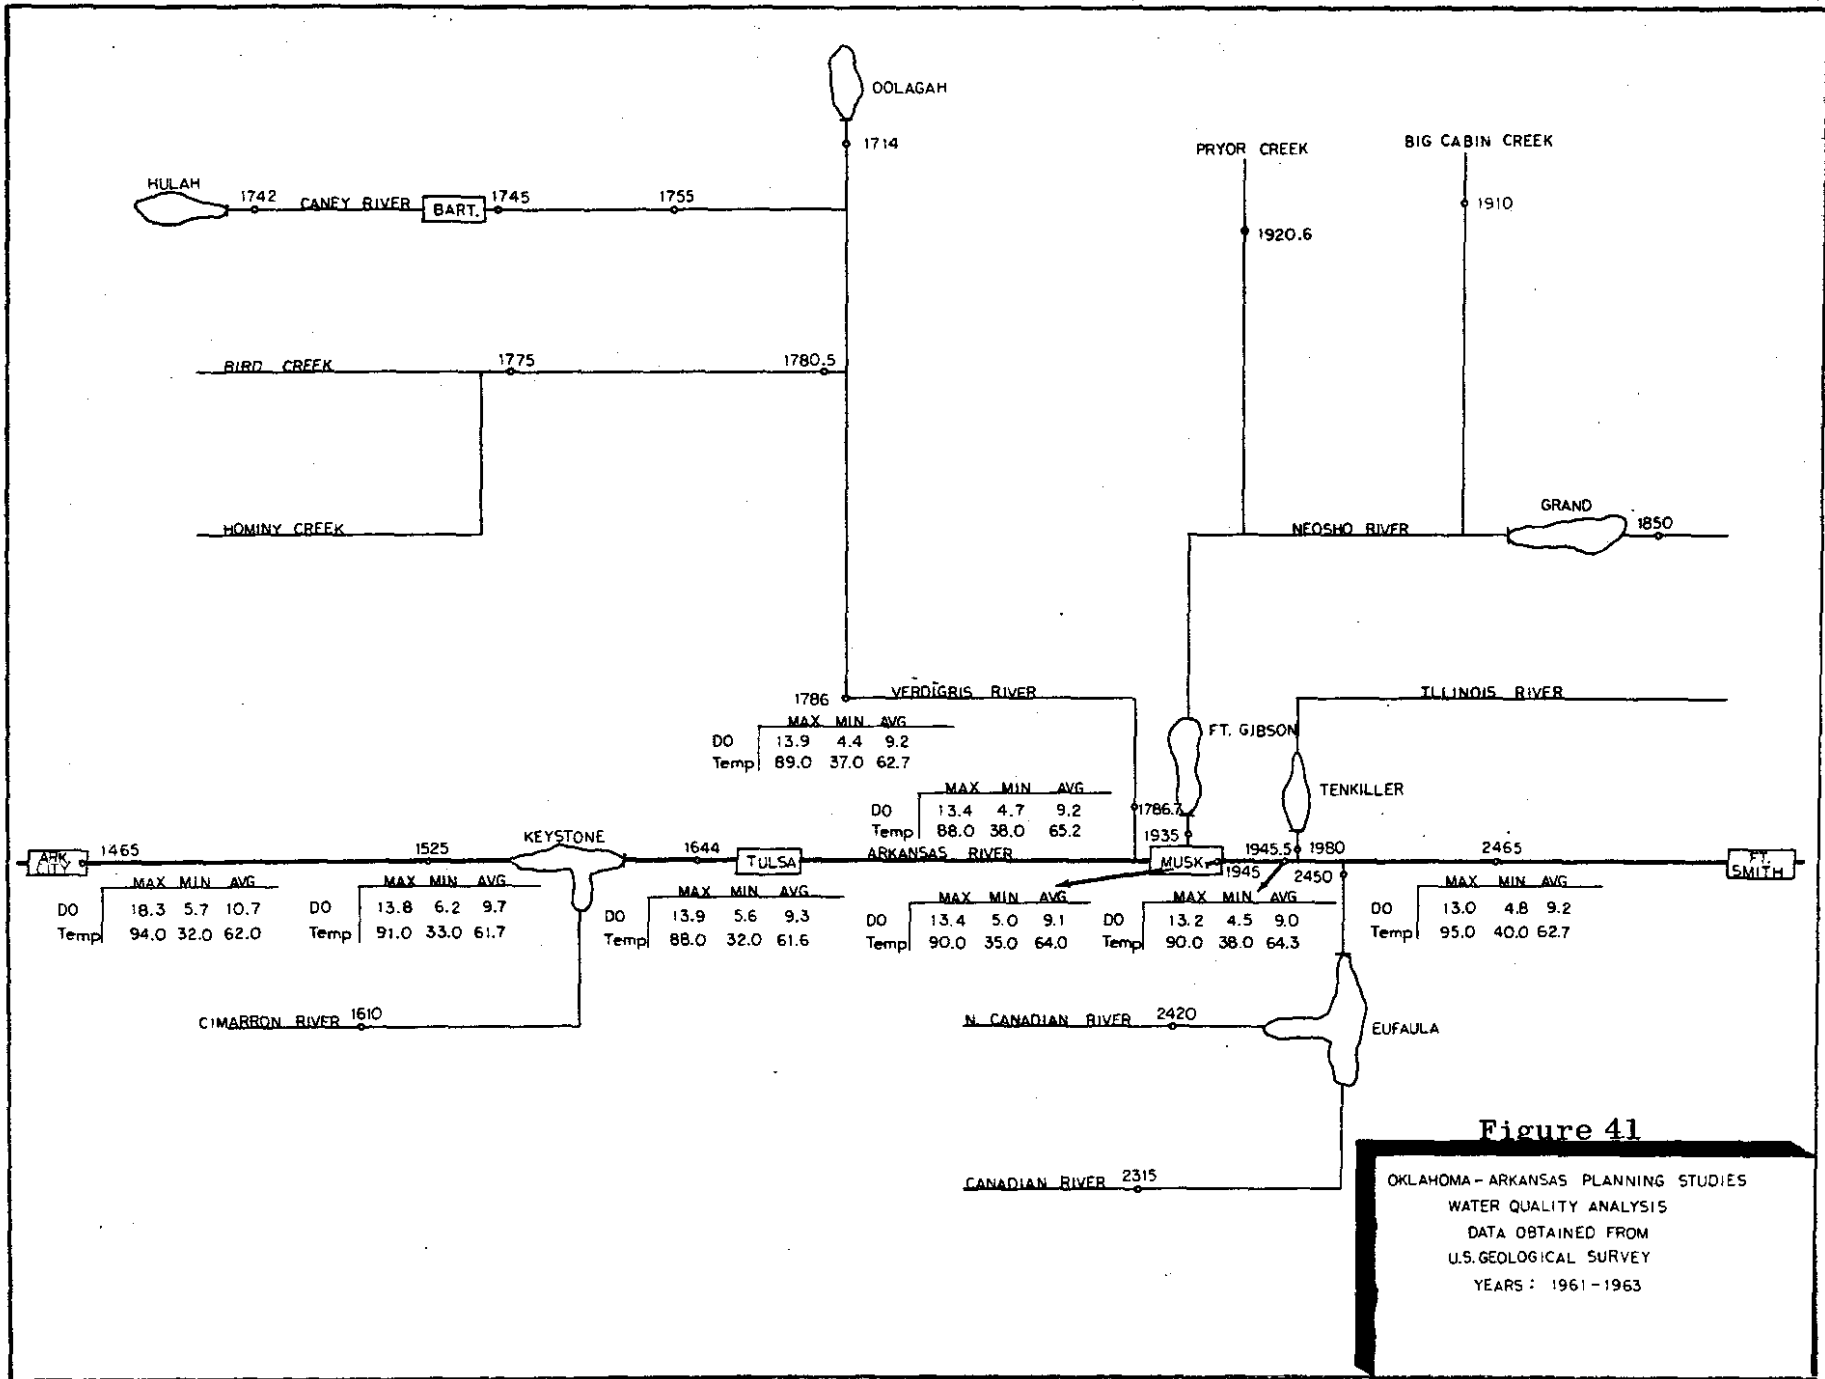 OOLAGAH
1714
PRYOR CREEK
BIG CABIN CREEK
HULAH
1742
CANEY RIVER
BART.
1745
1755
1910
1920.6
BIRD CREEK
1775
1780.5
HOMINY CREEK
NEOSHO RIVER
GRAND
1850
1786
VERDIGRIS RIVER
ILLINOIS RIVER
MAX MIN AVG
DO 13.9 4.4 9.2
Temp 89.0 37.0 62.7
FT. GIBSON
TENKILLER
MAX MIN AVG
DO 13.4 4.7 9.2
Temp 88.0 38.0 65.2
1786.7
1935
ARK CITY
1465
1525
KEYSTONE
1644
TULSA
ARKANSAS RIVER
MUSK.
1945
1945.5
1980
2450
2465
FT. SMITH
MAX MIN AVG
DO 18.3 5.7 10.7
Temp 94.0 32.0 62.0
MAX MIN AVG
DO 13.8 6.2 9.7
Temp 91.0 33.0 61.7
MAX MIN AVG
DO 13.9 5.6 9.3
Temp 88.0 32.0 61.6
MAX MIN AVG
DO 13.4 5.0 9.1
Temp 90.0 35.0 64.0
MAX MIN AVG
DO 13.2 4.5 9.0
Temp 90.0 38.0 64.3
MAX MIN AVG
DO 13.0 4.8 9.2
Temp 95.0 40.0 62.7
CIMARRON RIVER 1610
N. CANADIAN RIVER 2420
EUFAULA
CANADIAN RIVER 2315
Figure 41
OKLAHOMA - ARKANSAS PLANNING STUDIES
WATER QUALITY ANALYSIS
DATA OBTAINED FROM
U.S. GEOLOGICAL SURVEY
YEARS : 1961 - 1963